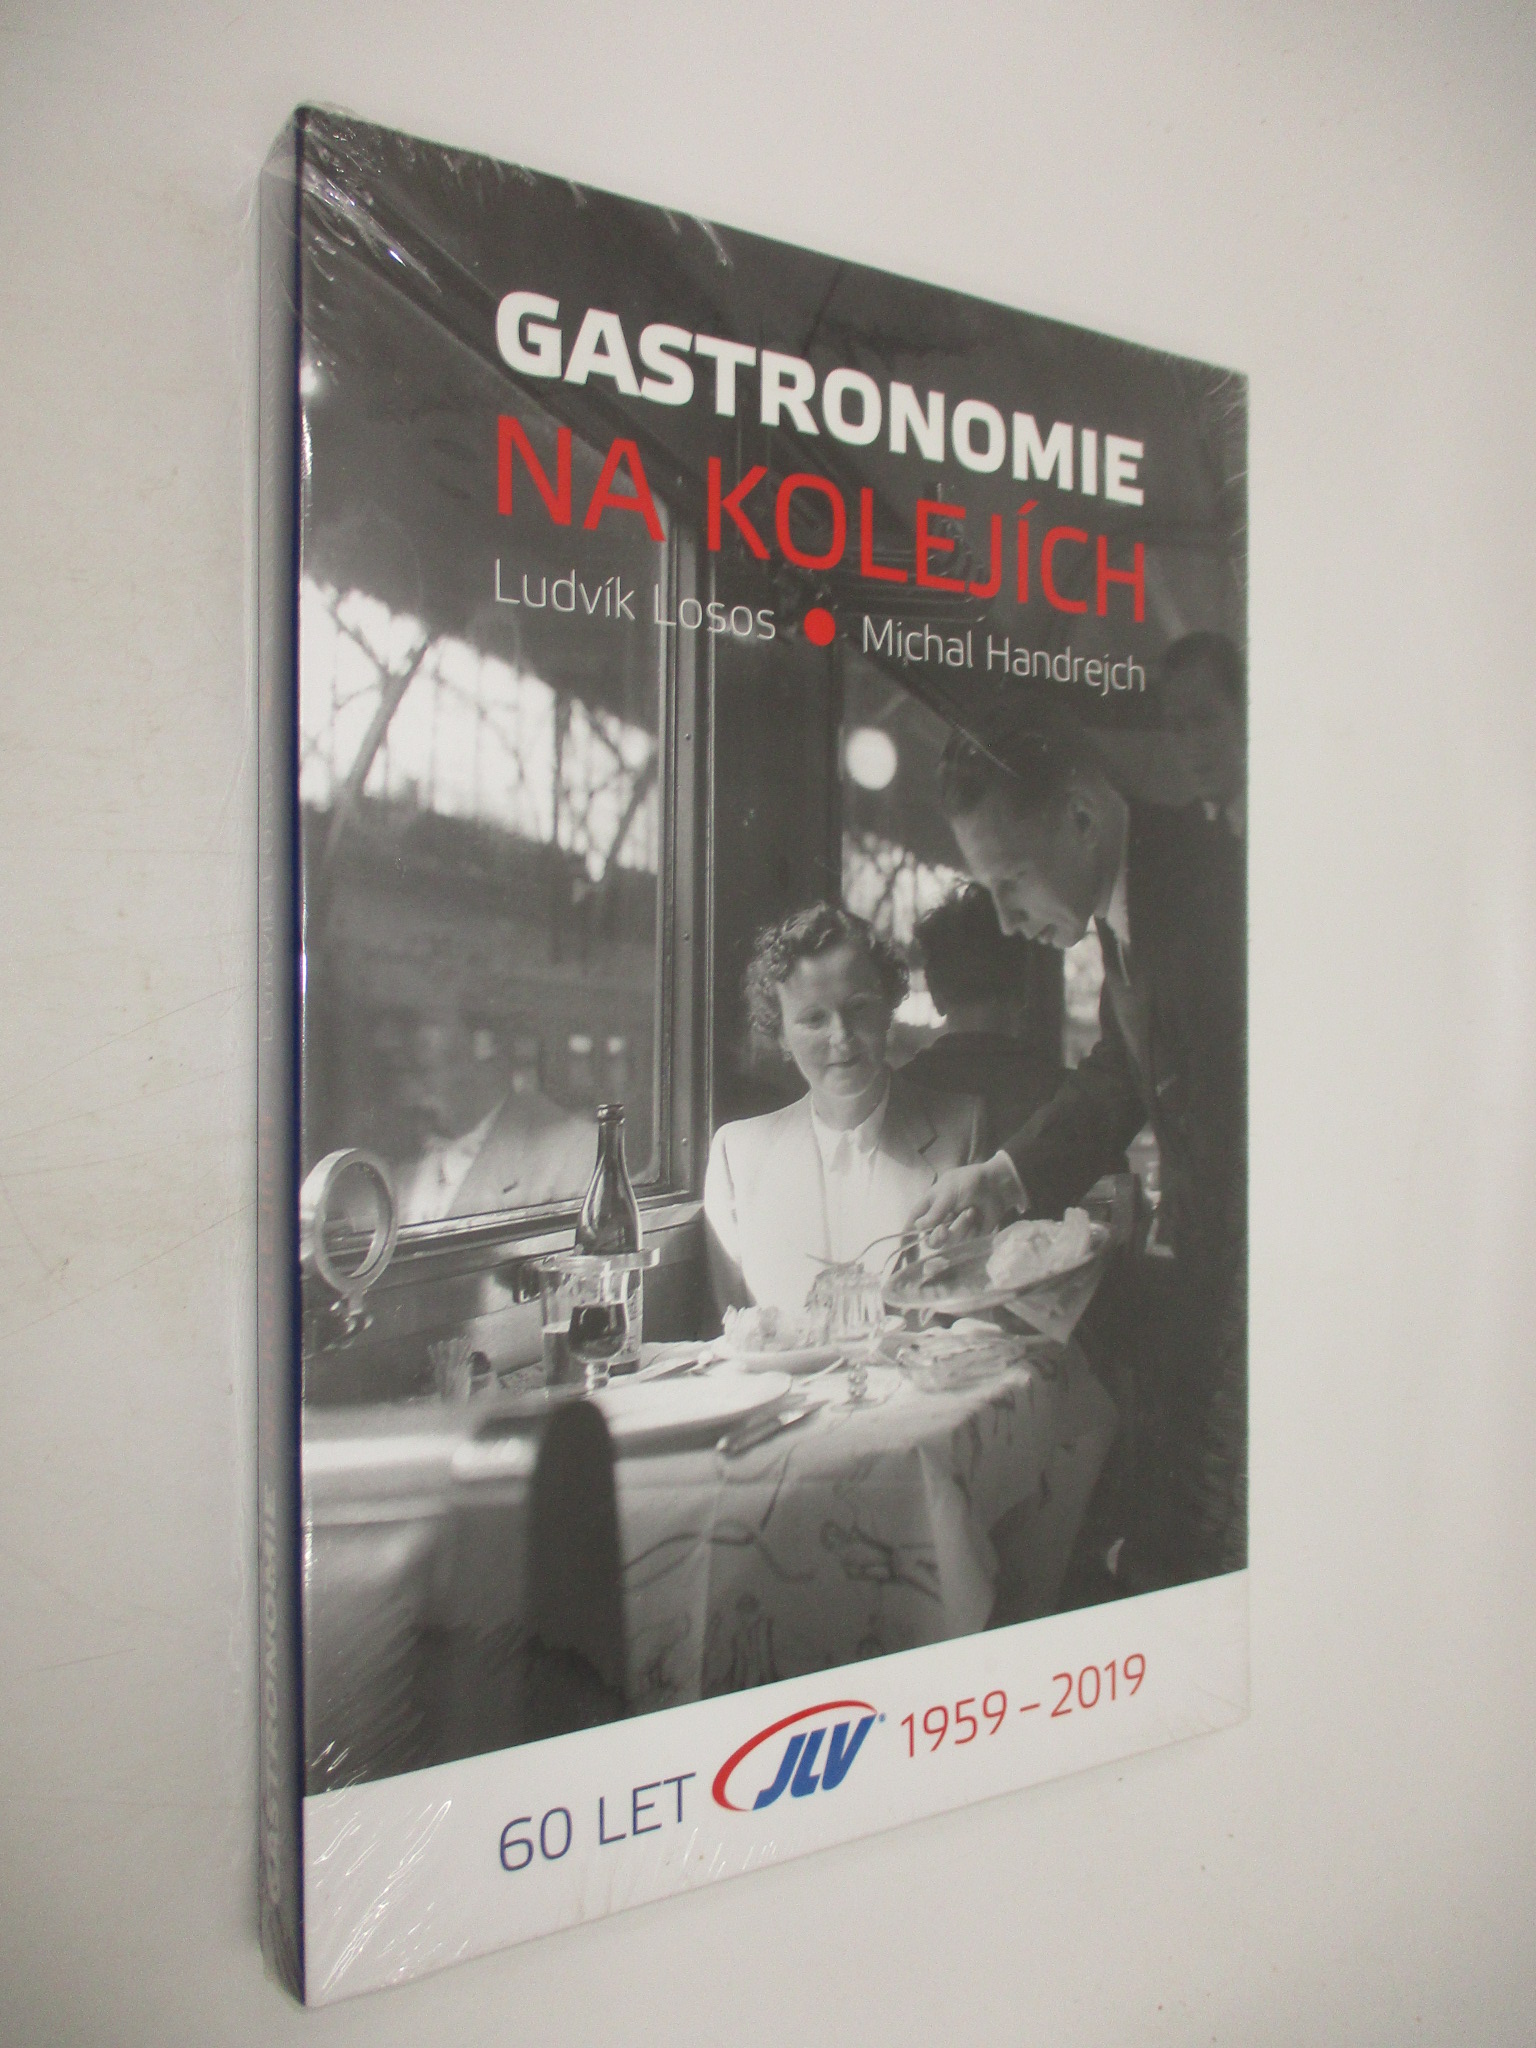 GASTRONOMIE
NA KOLEJÍCH
Ludvík Losos • Michal Handrejch
60 LET JLV® 1959 – 2019
GASTRONOMIE